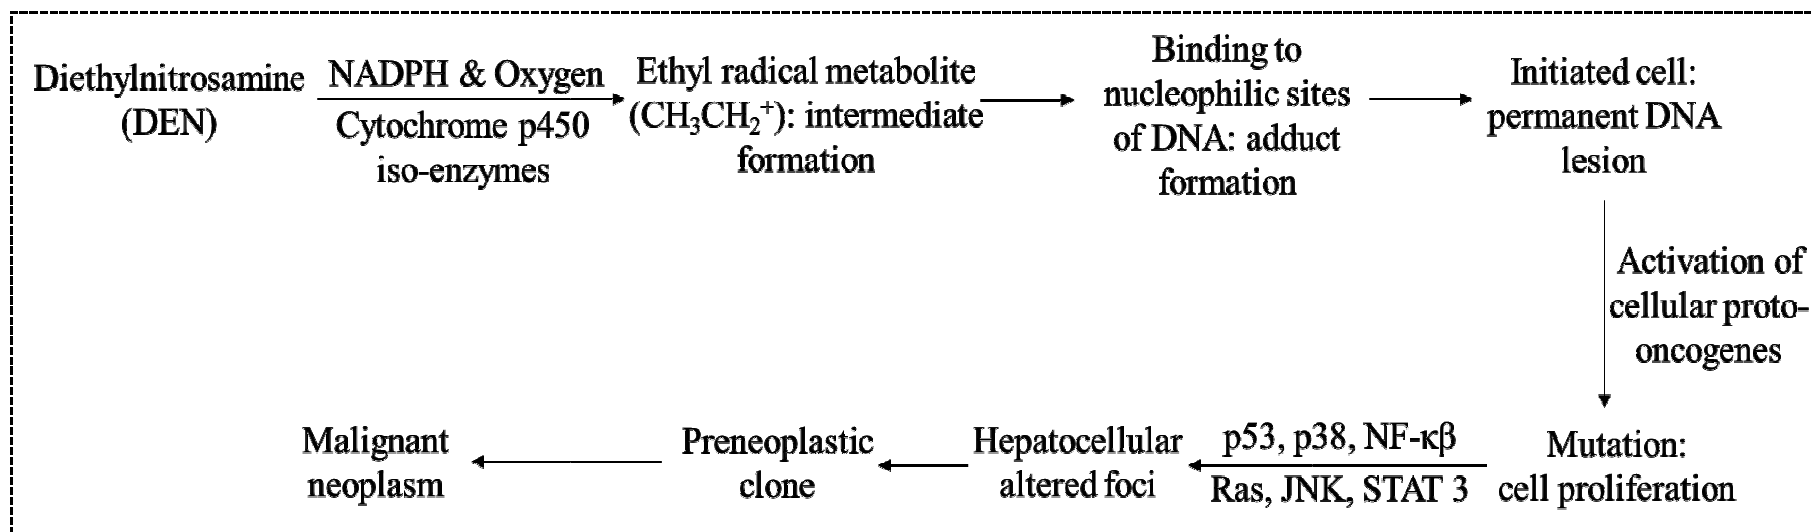 Diethylnitrosamine
(DEN)
NADPH & Oxygen
Cytochrome p450
iso-enzymes
Ethyl radical metabolite
(CH₃CH₂⁺): intermediate
formation
Binding to
nucleophilic sites
of DNA: adduct
formation
Initiated cell:
permanent DNA
lesion
Activation of
cellular proto-
oncogenes
Mutation:
cell proliferation
p53, p38, NF-κβ
Ras, JNK, STAT 3
Hepatocellular
altered foci
Preneoplastic
clone
Malignant
neoplasm